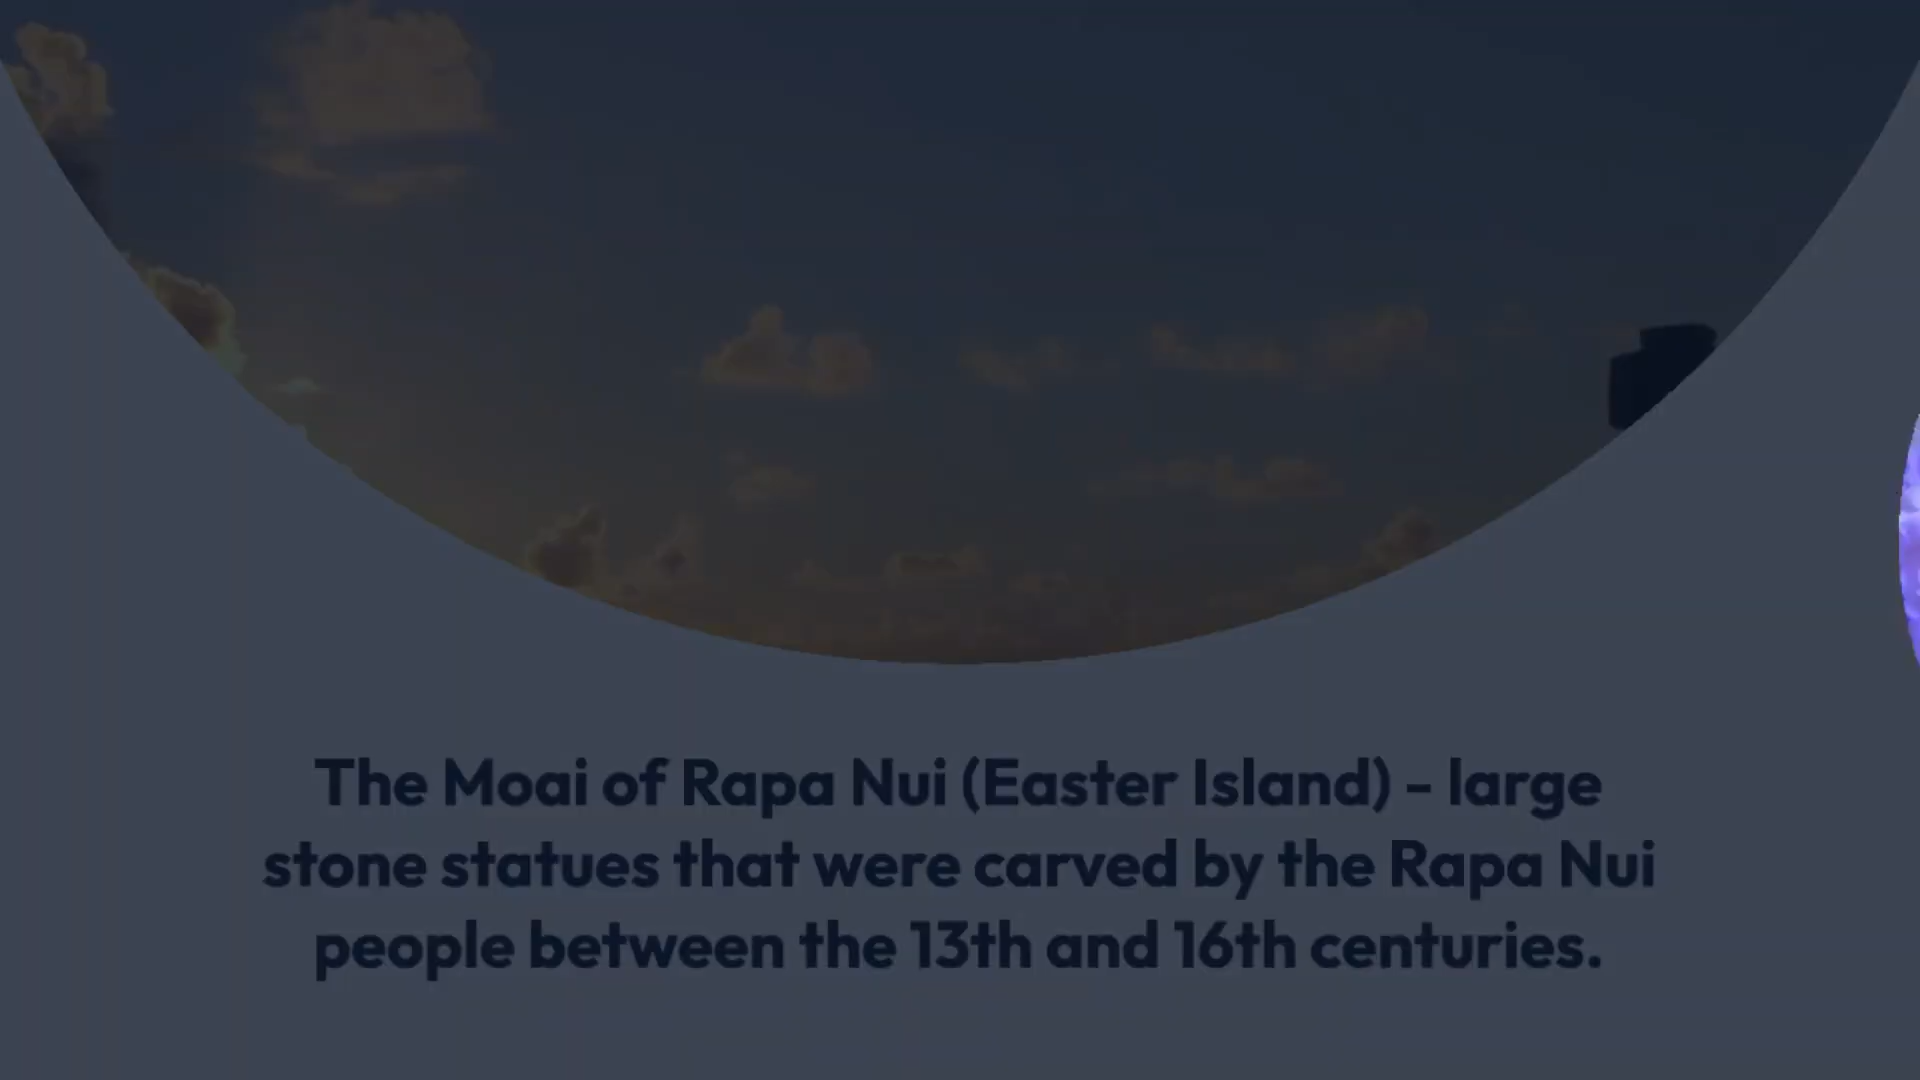 The Moai of Rapa Nui (Easter Island) - large
stone statues that were carved by the Rapa Nui
people between the 13th and 16th centuries.